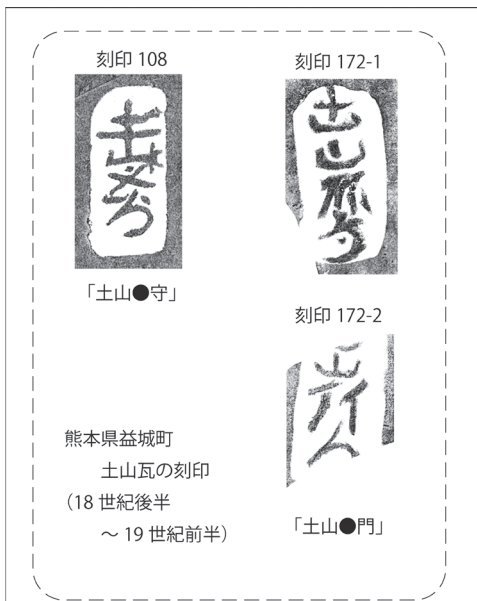 刻印 108
「土山●守」
刻印 172-1
刻印 172-2
「土山●門」
熊本県益城町
土山瓦の刻印
（18 世紀後半
～ 19 世紀前半）